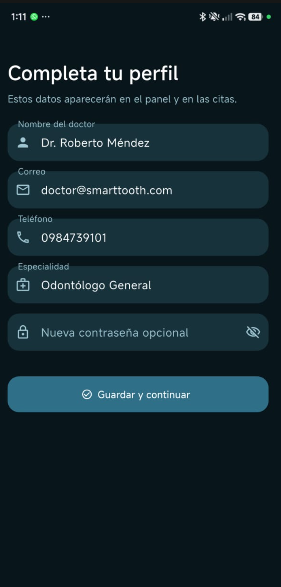 1:11
84
Completa tu perfil
Estos datos aparecerán en el panel y en las citas.
Nombre del doctor
Dr. Roberto Méndez
Correo
doctor@smarttooth.com
Teléfono
0984739101
Especialidad
Odontólogo General
Nueva contraseña opcional
Guardar y continuar